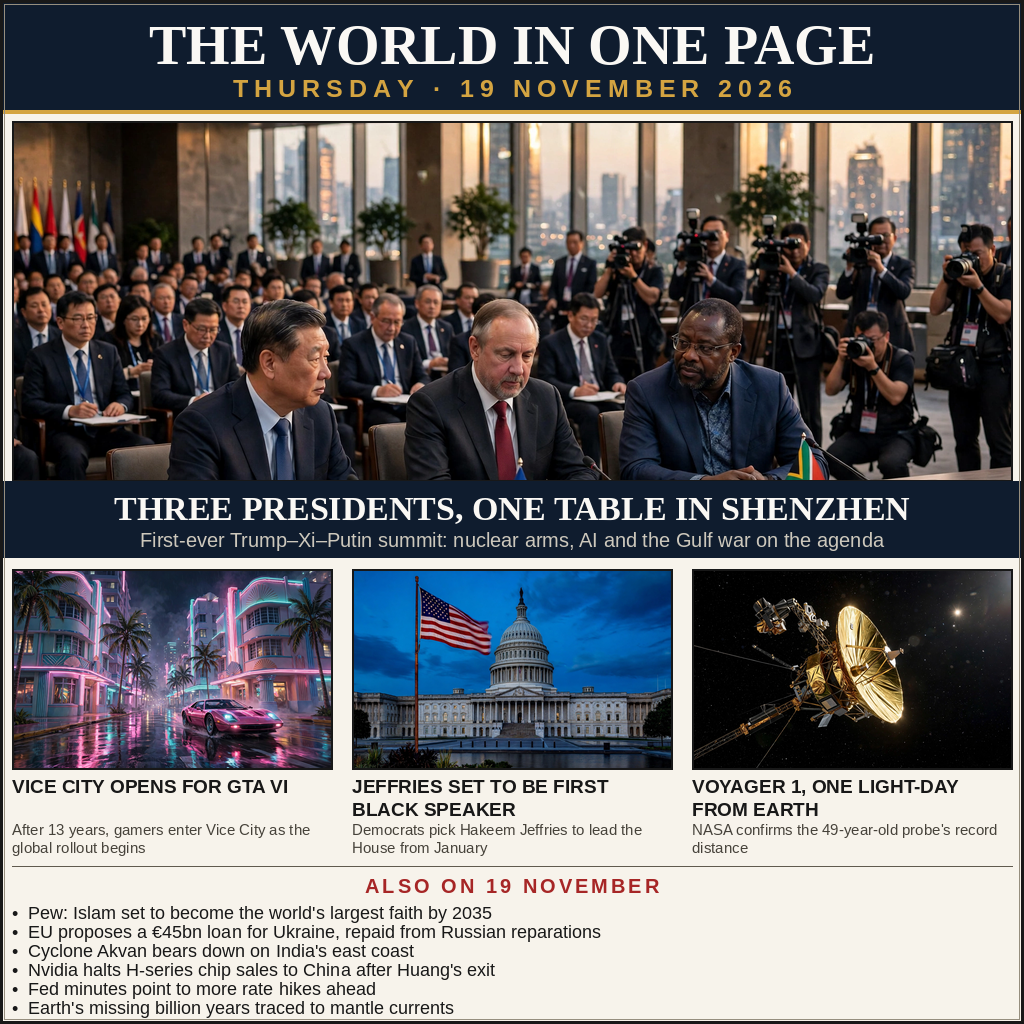 THE WORLD IN ONE PAGE
THURSDAY · 19 NOVEMBER 2026
THREE PRESIDENTS, ONE TABLE IN SHENZHEN
First-ever Trump–Xi–Putin summit: nuclear arms, AI and the Gulf war on the agenda
VICE CITY OPENS FOR GTA VI
After 13 years, gamers enter Vice City as the
global rollout begins
JEFFRIES SET TO BE FIRST
BLACK SPEAKER
Democrats pick Hakeem Jeffries to lead the
House from January
VOYAGER 1, ONE LIGHT-DAY
FROM EARTH
NASA confirms the 49-year-old probe's record
distance
ALSO ON 19 NOVEMBER
• Pew: Islam set to become the world's largest faith by 2035
• EU proposes a €45bn loan for Ukraine, repaid from Russian reparations
• Cyclone Akvan bears down on India's east coast
• Nvidia halts H-series chip sales to China after Huang's exit
• Fed minutes point to more rate hikes ahead
• Earth's missing billion years traced to mantle currents